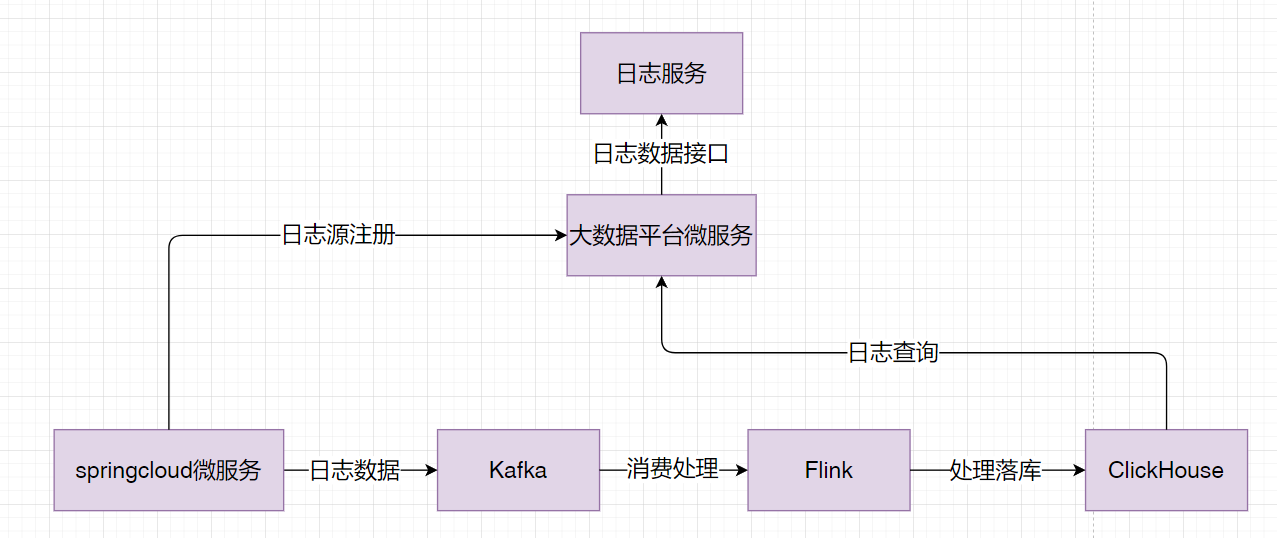 日志服务
日志数据接口
日志源注册
大数据平台微服务
日志查询
springcloud微服务
日志数据
Kafka
消费处理
Flink
处理落库
ClickHouse